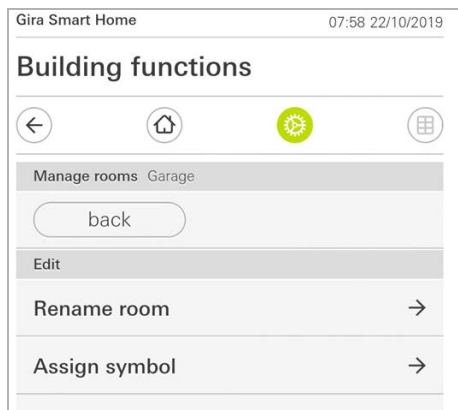 Gira Smart Home 07:58 22/10/2019
Building functions
Manage rooms Garage
back
Edit
Rename room
Assign symbol